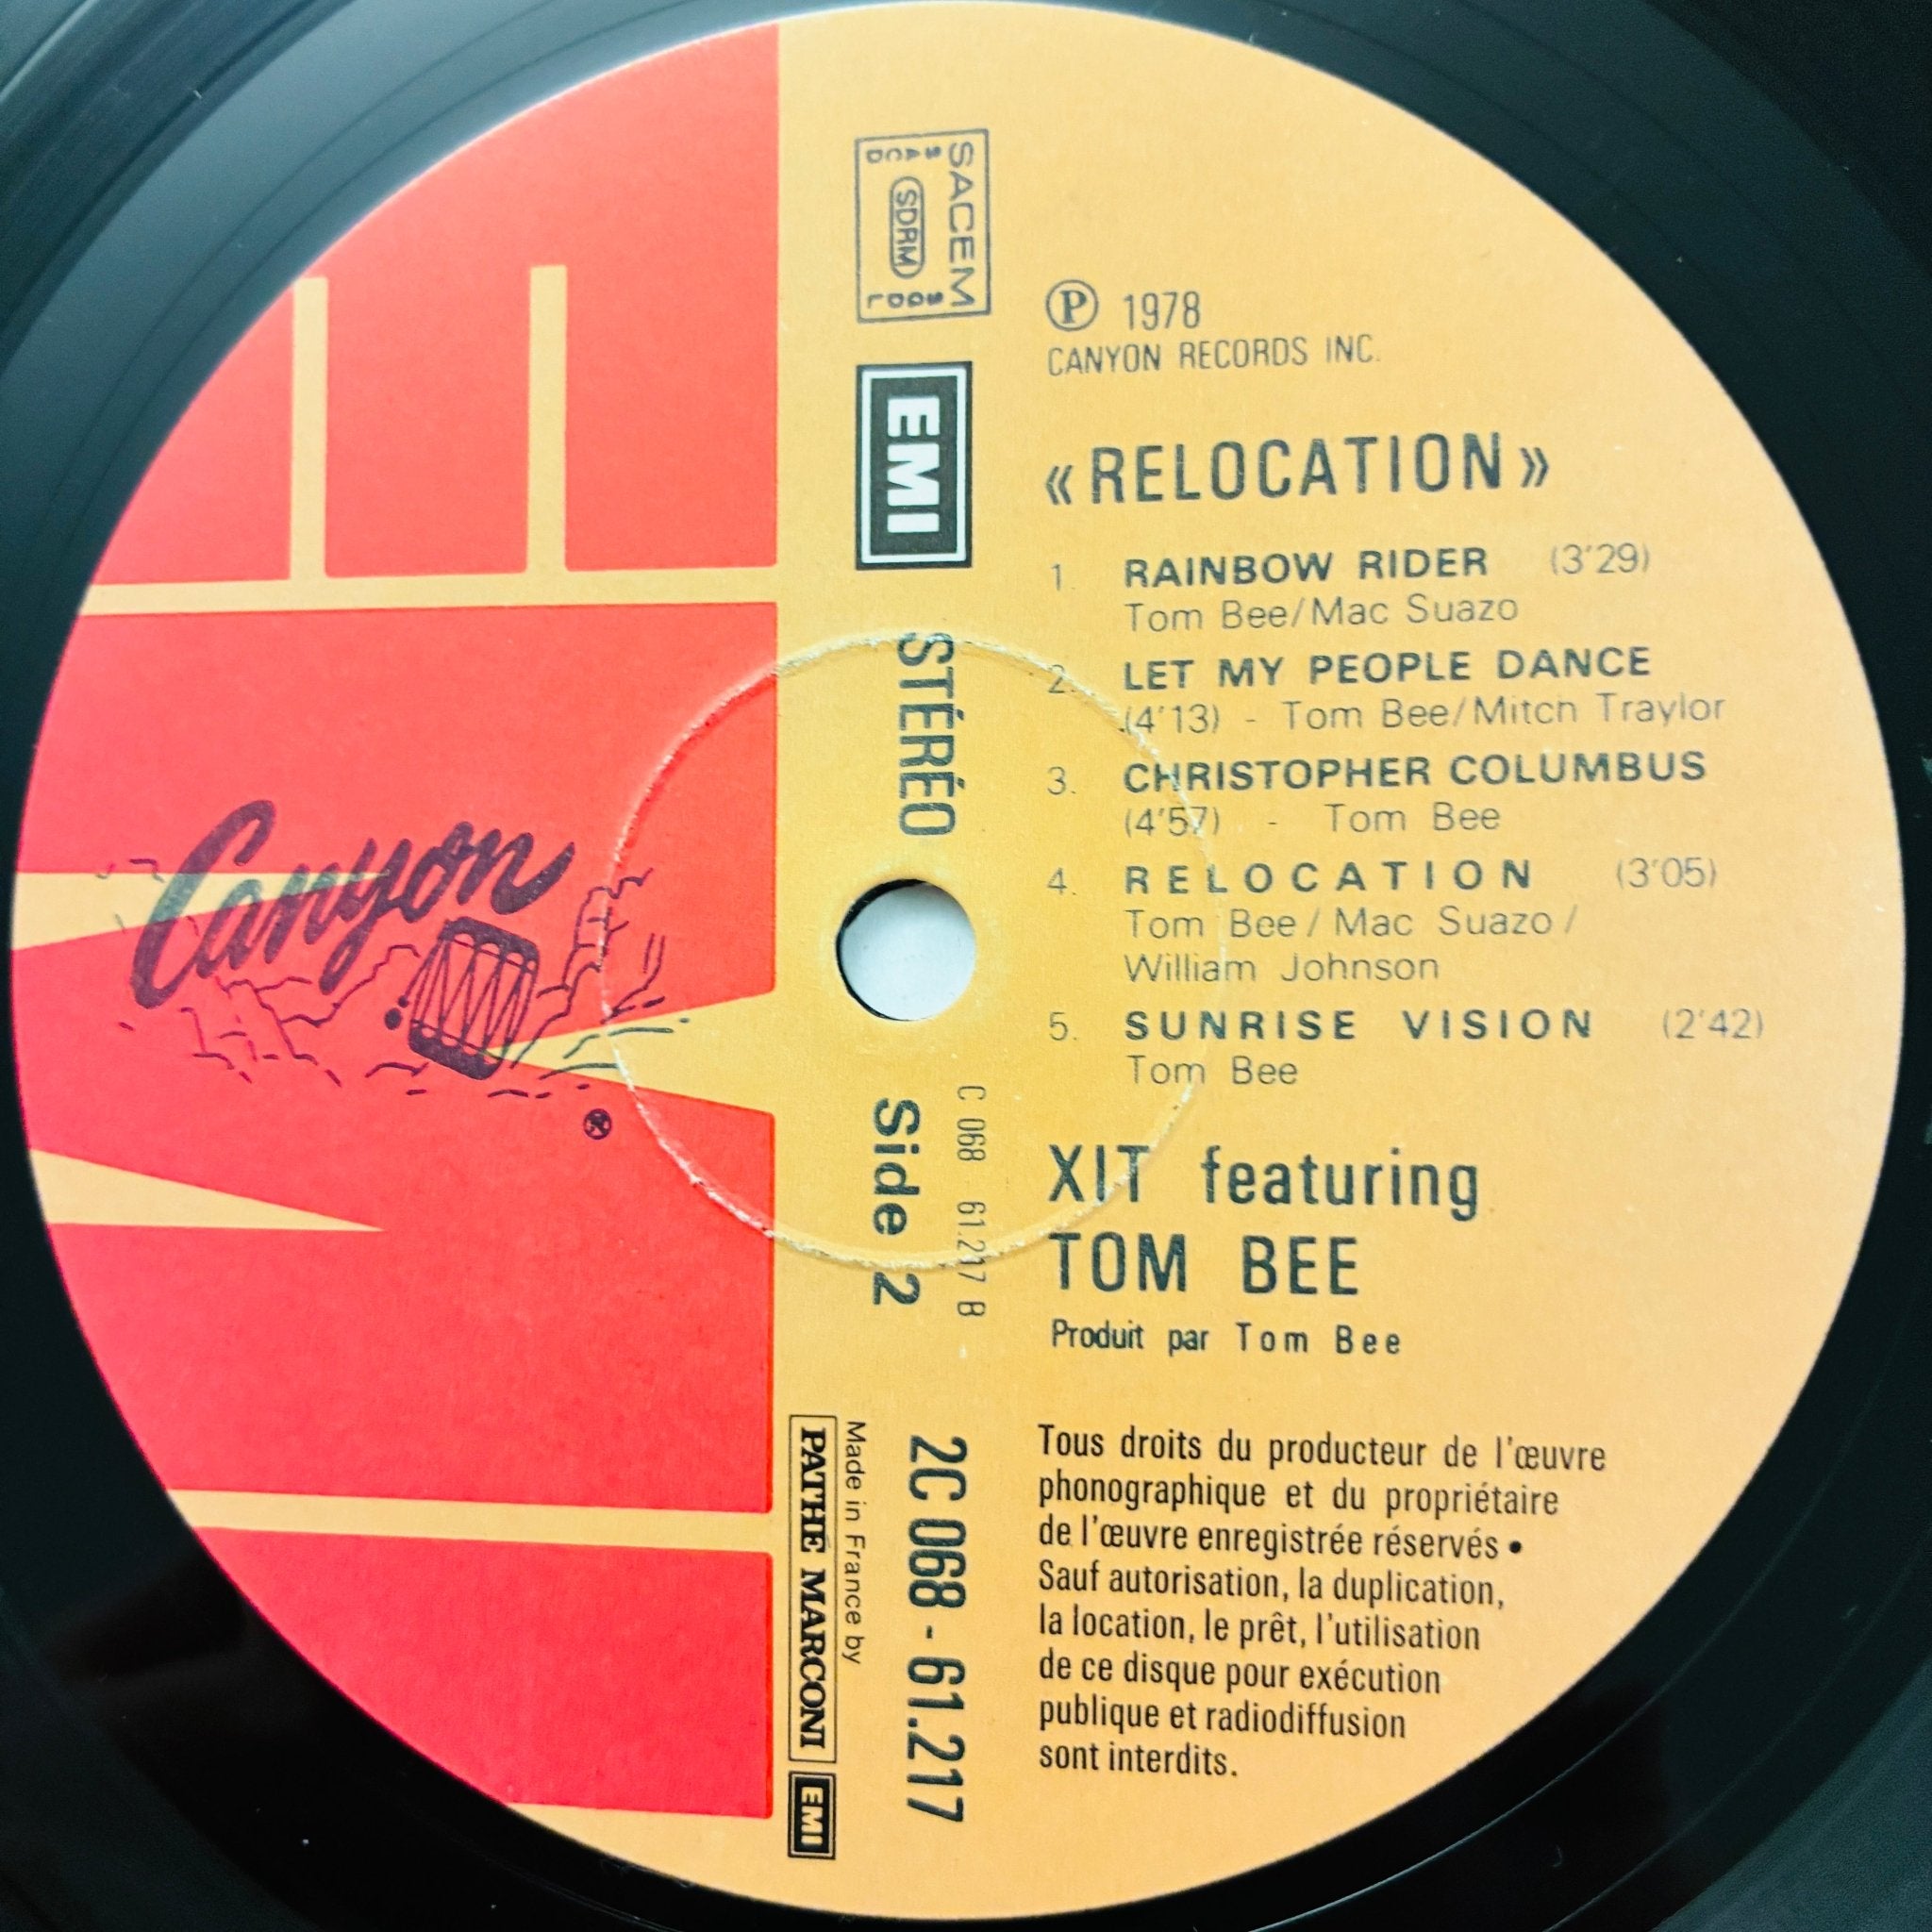 SACEM
SACD
SDRM
SGDL
EMI
STÉRÉO
Side 2
C 068 61.217 B
2C 068 - 61.217
Made in France by
PATHÉ MARCONI
EMI
Canyon
®
Ⓟ 1978
CANYON RECORDS INC.
« RELOCATION »
1. RAINBOW RIDER (3'29)
Tom Bee/Mac Suazo
2. LET MY PEOPLE DANCE
(4'13) - Tom Bee/Mitch Traylor
3. CHRISTOPHER COLUMBUS
(4'57) - Tom Bee
4. RELOCATION (3'05)
Tom Bee / Mac Suazo /
William Johnson
5. SUNRISE VISION (2'42)
Tom Bee
XIT featuring
TOM BEE
Produit par Tom Bee
Tous droits du producteur de l'œuvre
phonographique et du propriétaire
de l'œuvre enregistrée réservés •
Sauf autorisation, la duplication,
la location, le prêt, l'utilisation
de ce disque pour exécution
publique et radiodiffusion
sont interdits.